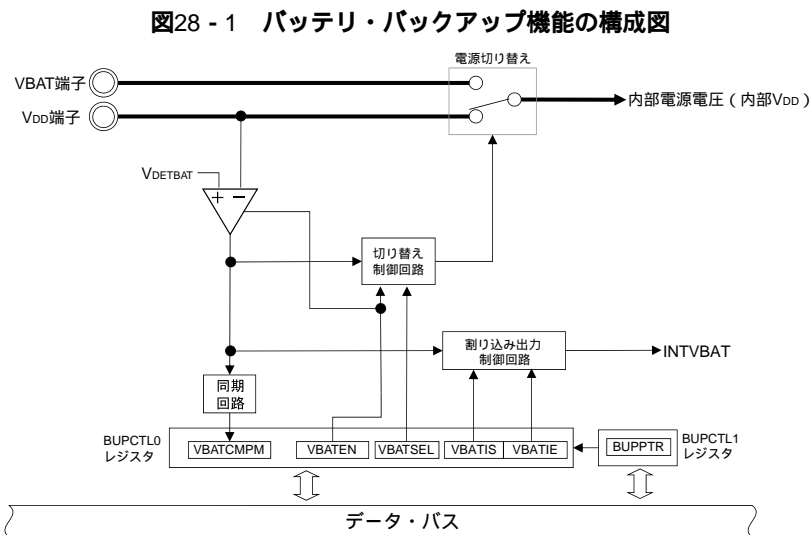 図28-1 バッテリ・バックアップ機能の構成図
電源切り替え
VBAT端子
VDD端子
内部電源電圧（内部VDD）
VDETBAT
+ −
切り替え
制御回路
割り込み出力
制御回路
INTVBAT
同期
回路
BUPCTL0
レジスタ
VBATCMPM
VBATEN
VBATSEL
VBATIS
VBATIE
BUPPTR
BUPCTL1
レジスタ
データ・バス